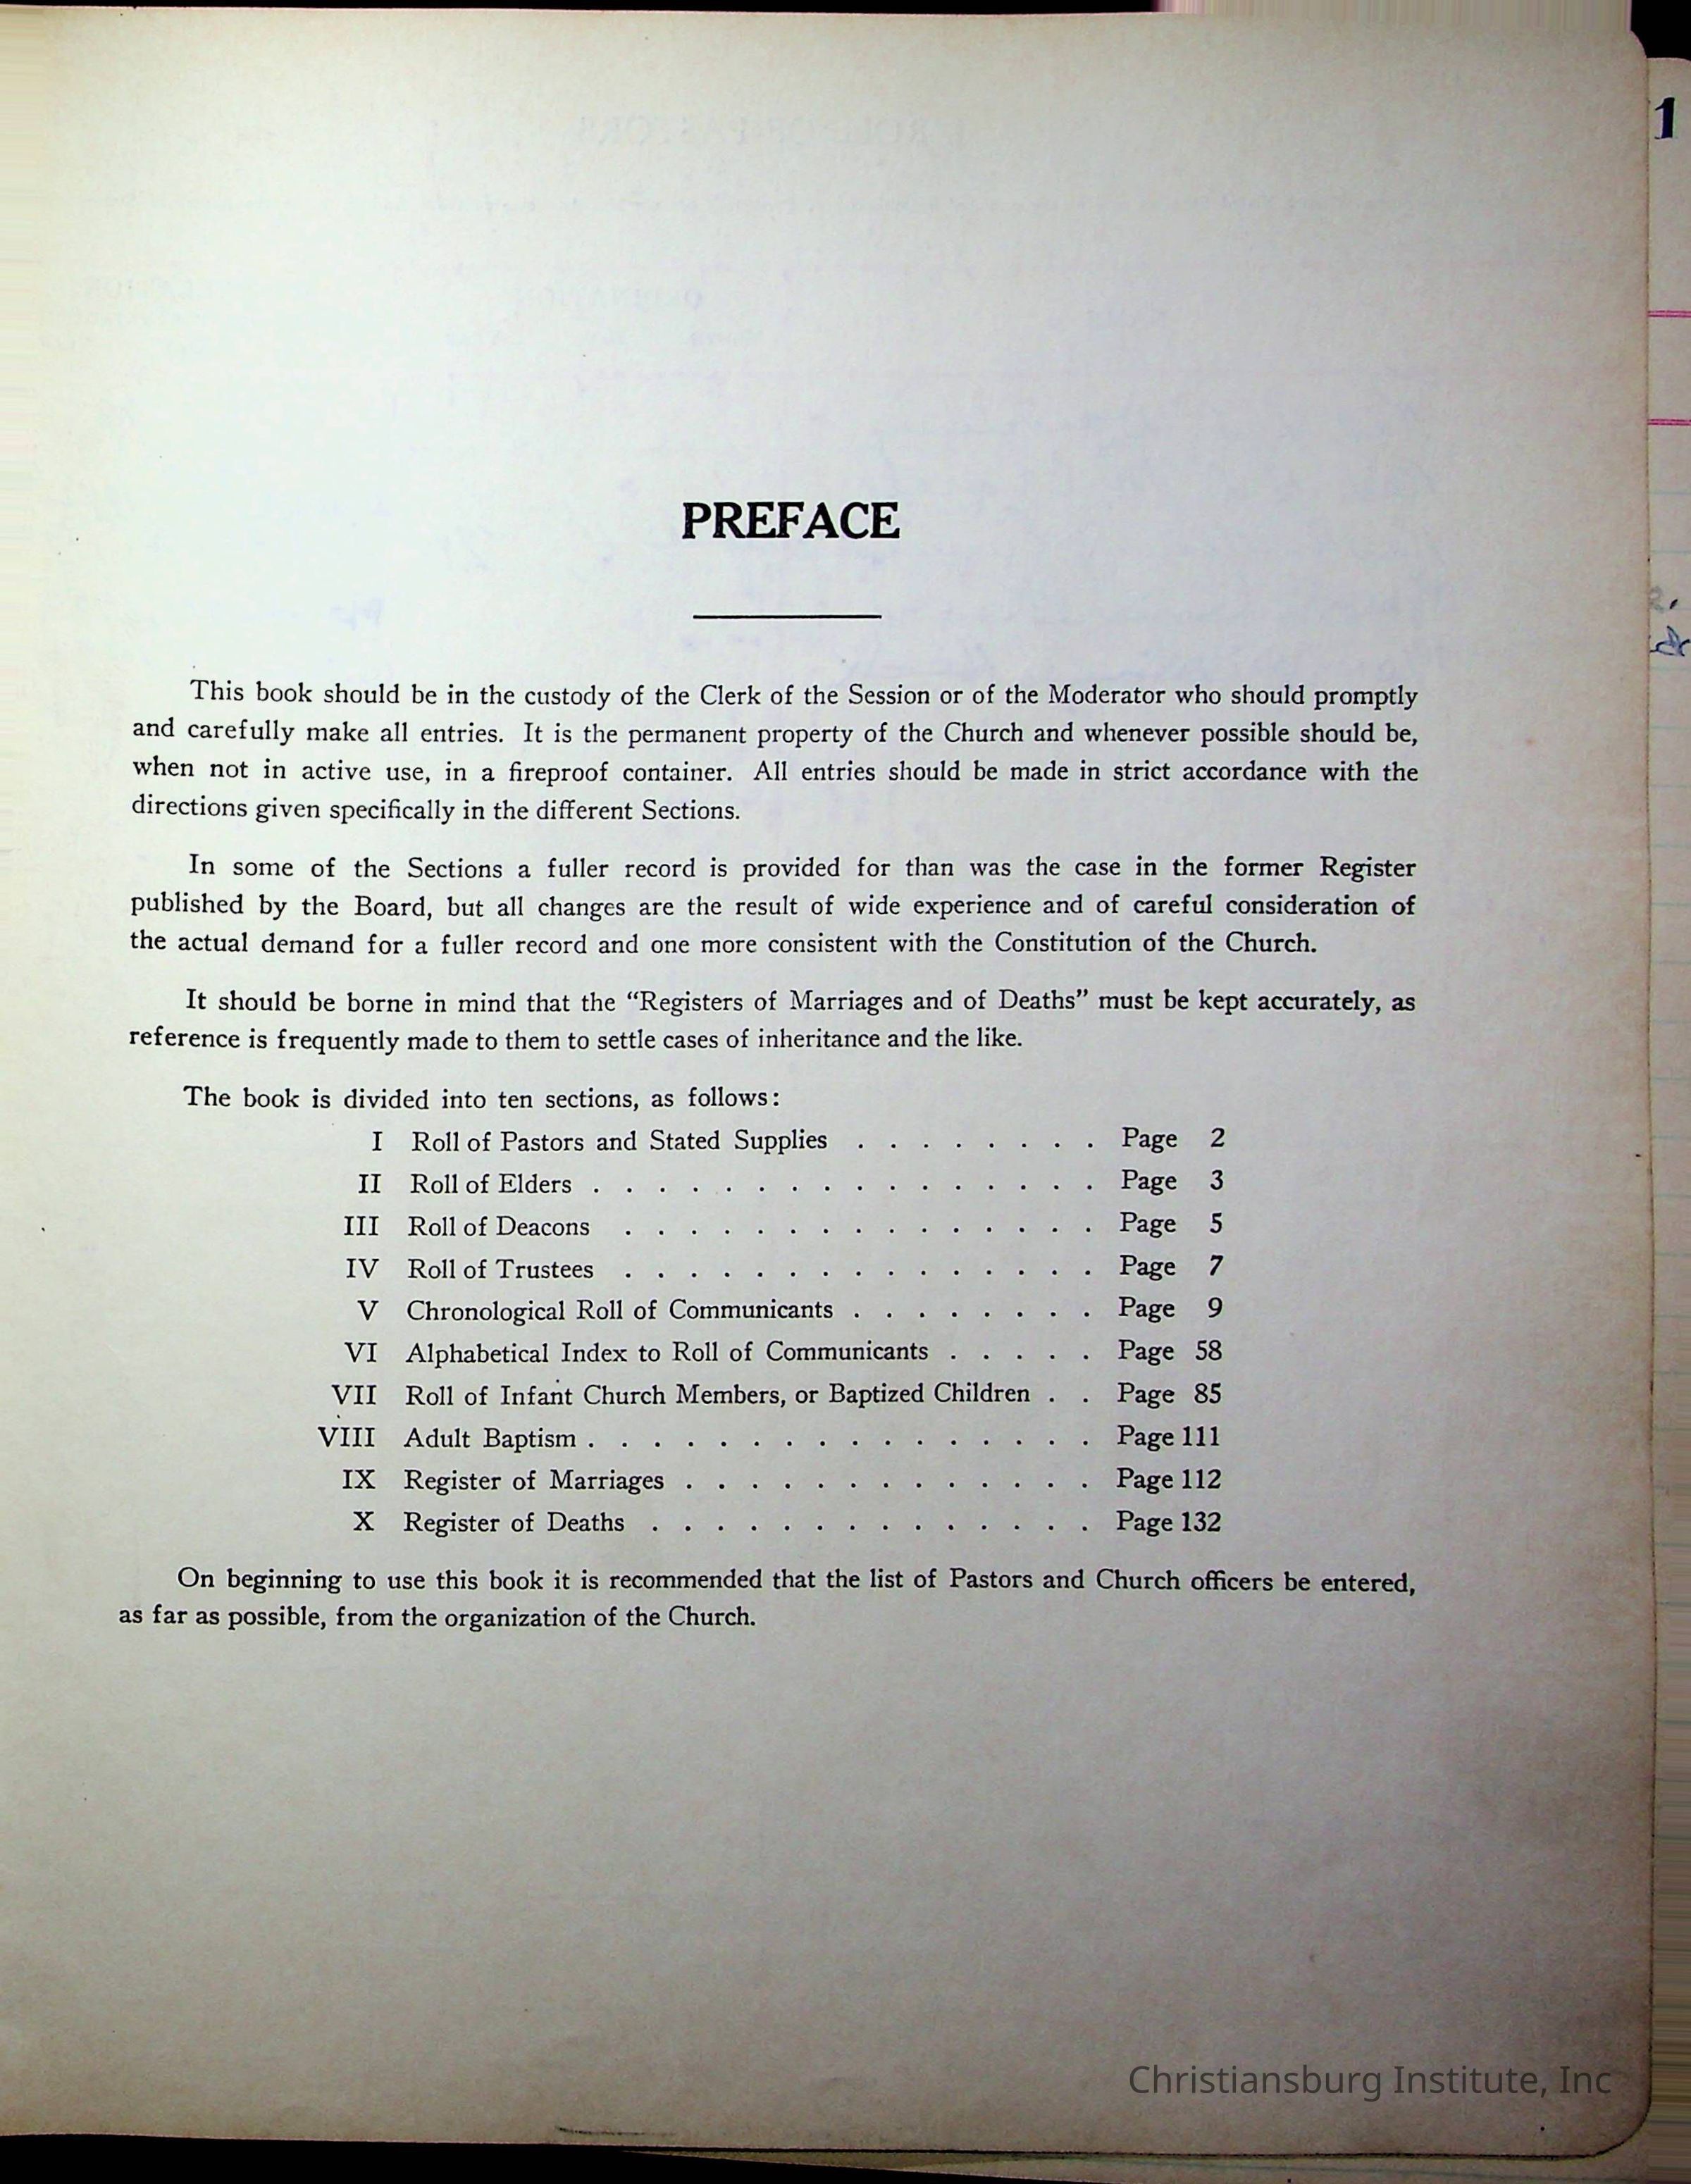 PREFACE
This book should be in the custody of the Clerk of the Session or of the Moderator who should promptly
and carefully make all entries. It is the permanent property of the Church and whenever possible should be,
when not in active use, in a fireproof container. All entries should be made in strict accordance with the
directions given specifically in the different Sections.
In some of the Sections a fuller record is provided for than was the case in the former Register
published by the Board, but all changes are the result of wide experience and of careful consideration of
the actual demand for a fuller record and one more consistent with the Constitution of the Church.
It should be borne in mind that the “Registers of Marriages and of Deaths” must be kept accurately, as
reference is frequently made to them to settle cases of inheritance and the like.
The book is divided into ten sections, as follows:
I Roll of Pastors and Stated Supplies . . . . . . . . Page 2
II Roll of Elders . . . . . . . . . . . . . . . . Page 3
III Roll of Deacons . . . . . . . . . . . . . . . Page 5
IV Roll of Trustees . . . . . . . . . . . . . . . Page 7
V Chronological Roll of Communicants . . . . . . . . Page 9
VI Alphabetical Index to Roll of Communicants . . . . . Page 58
VII Roll of Infant Church Members, or Baptized Children . . Page 85
VIII Adult Baptism . . . . . . . . . . . . . . . . Page 111
IX Register of Marriages . . . . . . . . . . . . . Page 112
X Register of Deaths . . . . . . . . . . . . . . Page 132
On beginning to use this book it is recommended that the list of Pastors and Church officers be entered,
as far as possible, from the organization of the Church.
1
Christiansburg Institute, Inc